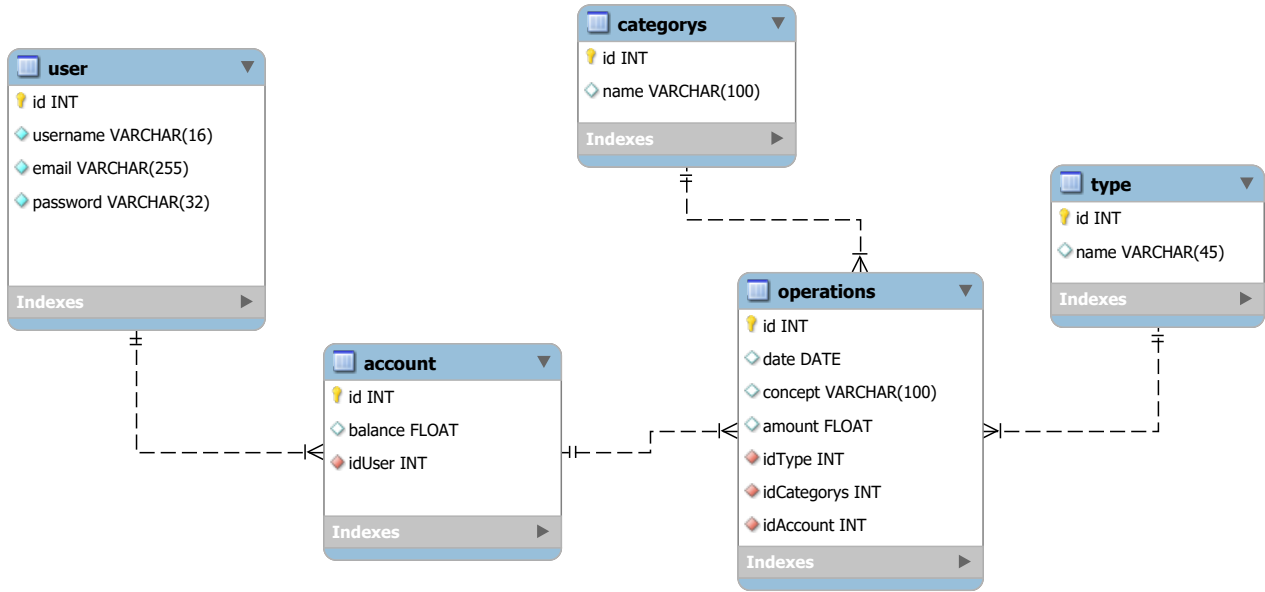 categorys
id INT
name VARCHAR(100)
Indexes
user
id INT
username VARCHAR(16)
email VARCHAR(255)
password VARCHAR(32)
Indexes
type
id INT
name VARCHAR(45)
Indexes
operations
id INT
date DATE
concept VARCHAR(100)
amount FLOAT
idType INT
idCategorys INT
idAccount INT
Indexes
account
id INT
balance FLOAT
idUser INT
Indexes